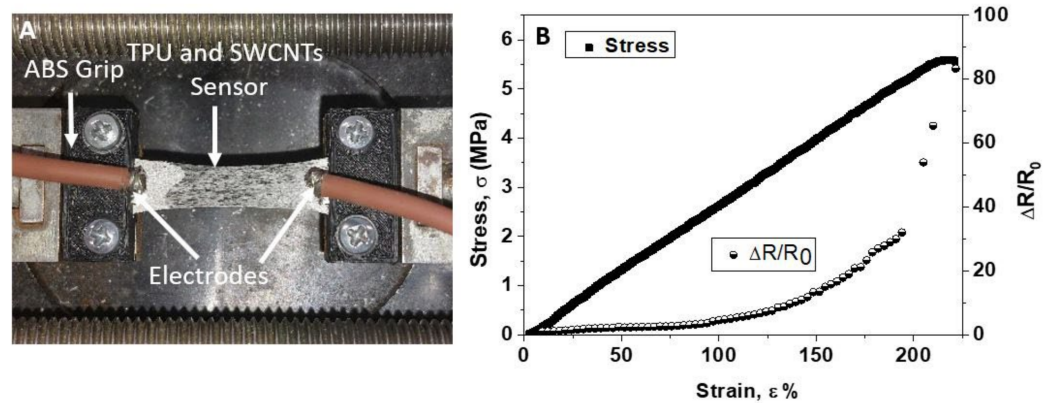 A
TPU and SWCNTs
Sensor
ABS Grip
Electrodes
B
Stress
ΔR/R0
Stress, σ (MPa)
6
5
4
3
2
1
0
100
80
60
40
20
0
ΔR/R0
0
50
100
150
200
Strain, ε %